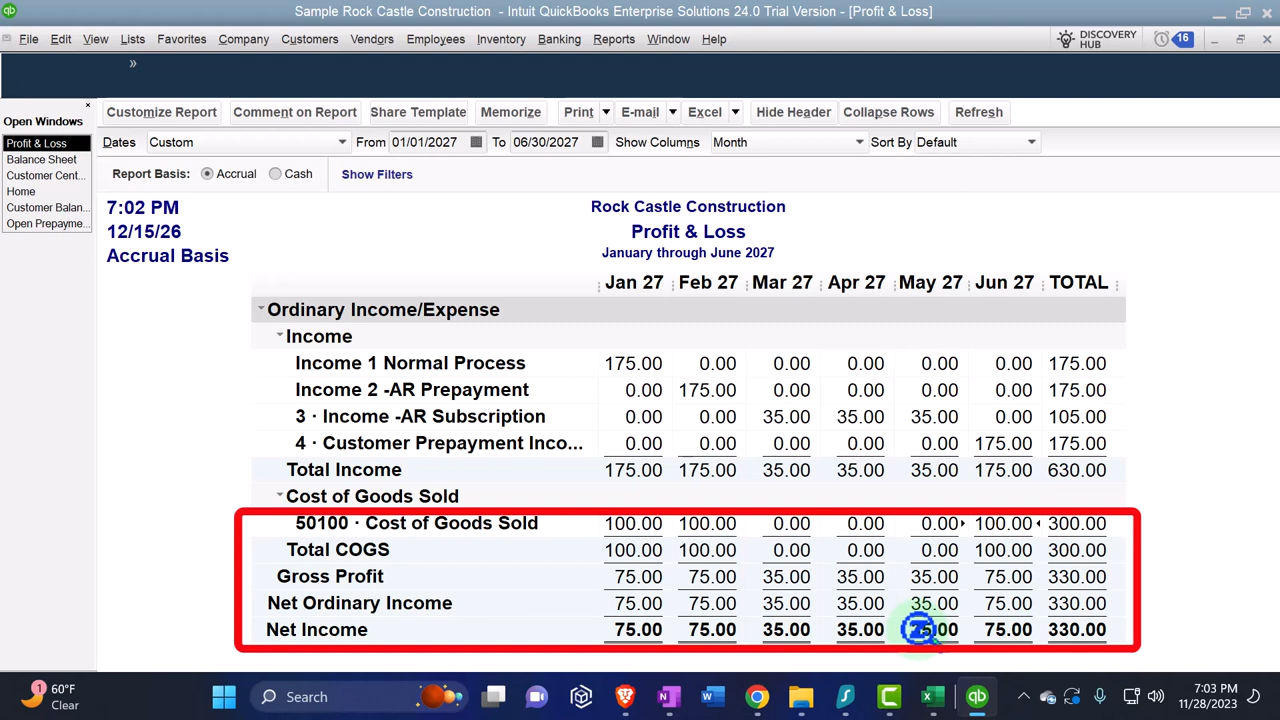 Sample Rock Castle Construction - Intuit QuickBooks Enterprise Solutions 24.0 Trial Version - [Profit & Loss]
File Edit View Lists Favorites Company Customers Vendors Employees Inventory Banking Reports Window Help DISCOVERY HUB 16
»
Open Windows
Profit & Loss
Balance Sheet
Customer Cent...
Home
Customer Balan...
Open Prepayme...
Customize Report Comment on Report Share Template Memorize Print E-mail Excel Hide Header Collapse Rows Refresh
Dates Custom From 01/01/2027 To 06/30/2027 Show Columns Month Sort By Default
Report Basis: Accrual Cash Show Filters
7:02 PM
12/15/26
Accrual Basis
Rock Castle Construction
Profit & Loss
January through June 2027
Jan 27 Feb 27 Mar 27 Apr 27 May 27 Jun 27 TOTAL
Ordinary Income/Expense
Income
Income 1 Normal Process 175.00 0.00 0.00 0.00 0.00 0.00 175.00
Income 2 -AR Prepayment 0.00 175.00 0.00 0.00 0.00 0.00 175.00
3 · Income -AR Subscription 0.00 0.00 35.00 35.00 35.00 0.00 105.00
4 · Customer Prepayment Inco... 0.00 0.00 0.00 0.00 0.00 175.00 175.00
Total Income 175.00 175.00 35.00 35.00 35.00 175.00 630.00
Cost of Goods Sold
50100 · Cost of Goods Sold 100.00 100.00 0.00 0.00 0.00 100.00 300.00
Total COGS 100.00 100.00 0.00 0.00 0.00 100.00 300.00
Gross Profit 75.00 75.00 35.00 35.00 35.00 75.00 330.00
Net Ordinary Income 75.00 75.00 35.00 35.00 35.00 75.00 330.00
Net Income 75.00 75.00 35.00 35.00 75.00 330.00
1
60°F
Clear
Search
7:03 PM
11/28/2023